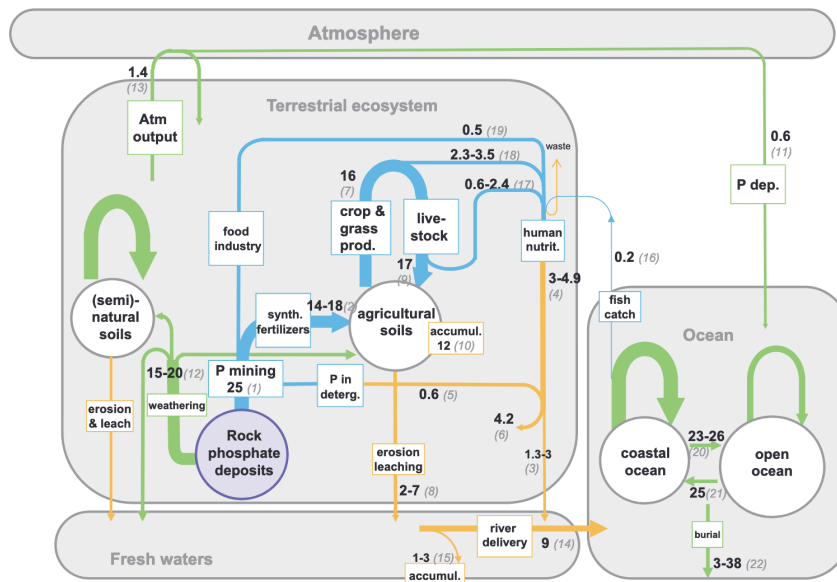 Atmosphere
1.4
(13)
Terrestrial ecosystem
Atm
output
0.5 (19)
waste
0.6
(11)
2.3-3.5 (18)
16
(7)
0.6-2.4 (17)
P dep.
crop &
grass
prod.
live-
stock
food
industry
human
nutrit.
0.2 (16)
17
(9)
3-4.9
(4)
(semi)-
natural
soils
synth.
fertilizers
14-18(2)
agricultural
soils
fish
catch
Ocean
accumul.
12 (10)
15-20(12)
P mining
25 (1)
P in
deterg.
0.6 (5)
erosion
& leach
weathering
4.2
(6)
Rock
phosphate
deposits
erosion
leaching
1.3-3
(3)
coastal
ocean
23-26
(20)
open
ocean
2-7 (8)
25(21)
river
delivery
burial
9 (14)
Fresh waters
1-3 (15)
accumul.
3-38 (22)